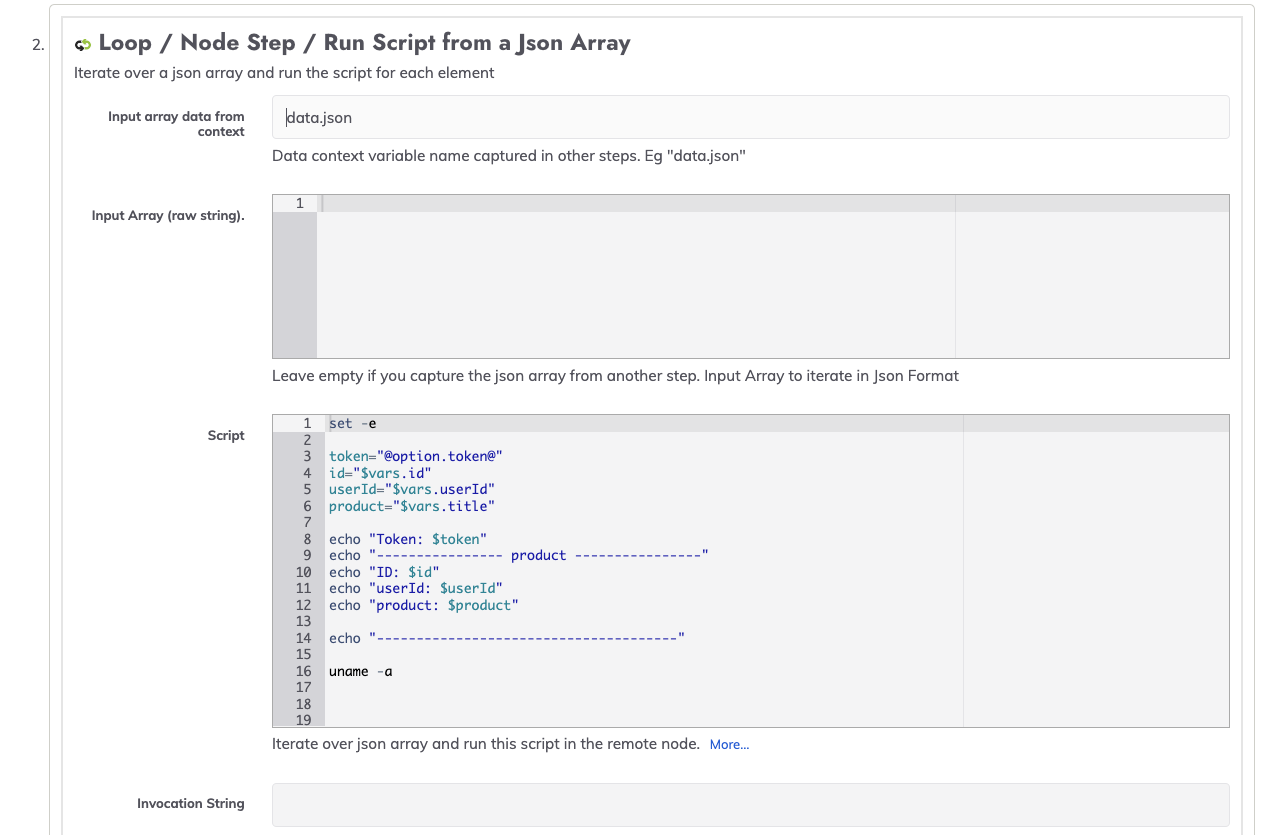 2.
Loop / Node Step / Run Script from a Json Array
Iterate over a json array and run the script for each element
Input array data from
context
data.json
Data context variable name captured in other steps. Eg "data.json"
Input Array (raw string).
1
Leave empty if you capture the json array from another step. Input Array to iterate in Json Format
Script
1 set -e
2
3 token="@option.token@"
4 id="$vars.id"
5 userId="$vars.userId"
6 product="$vars.title"
7
8 echo "Token: $token"
9 echo "---------------- product ----------------"
10 echo "ID: $id"
11 echo "userId: $userId"
12 echo "product: $product"
13
14 echo "--------------------------------------"
15
16 uname -a
17
18
19
Iterate over json array and run this script in the remote node. More...
Invocation String